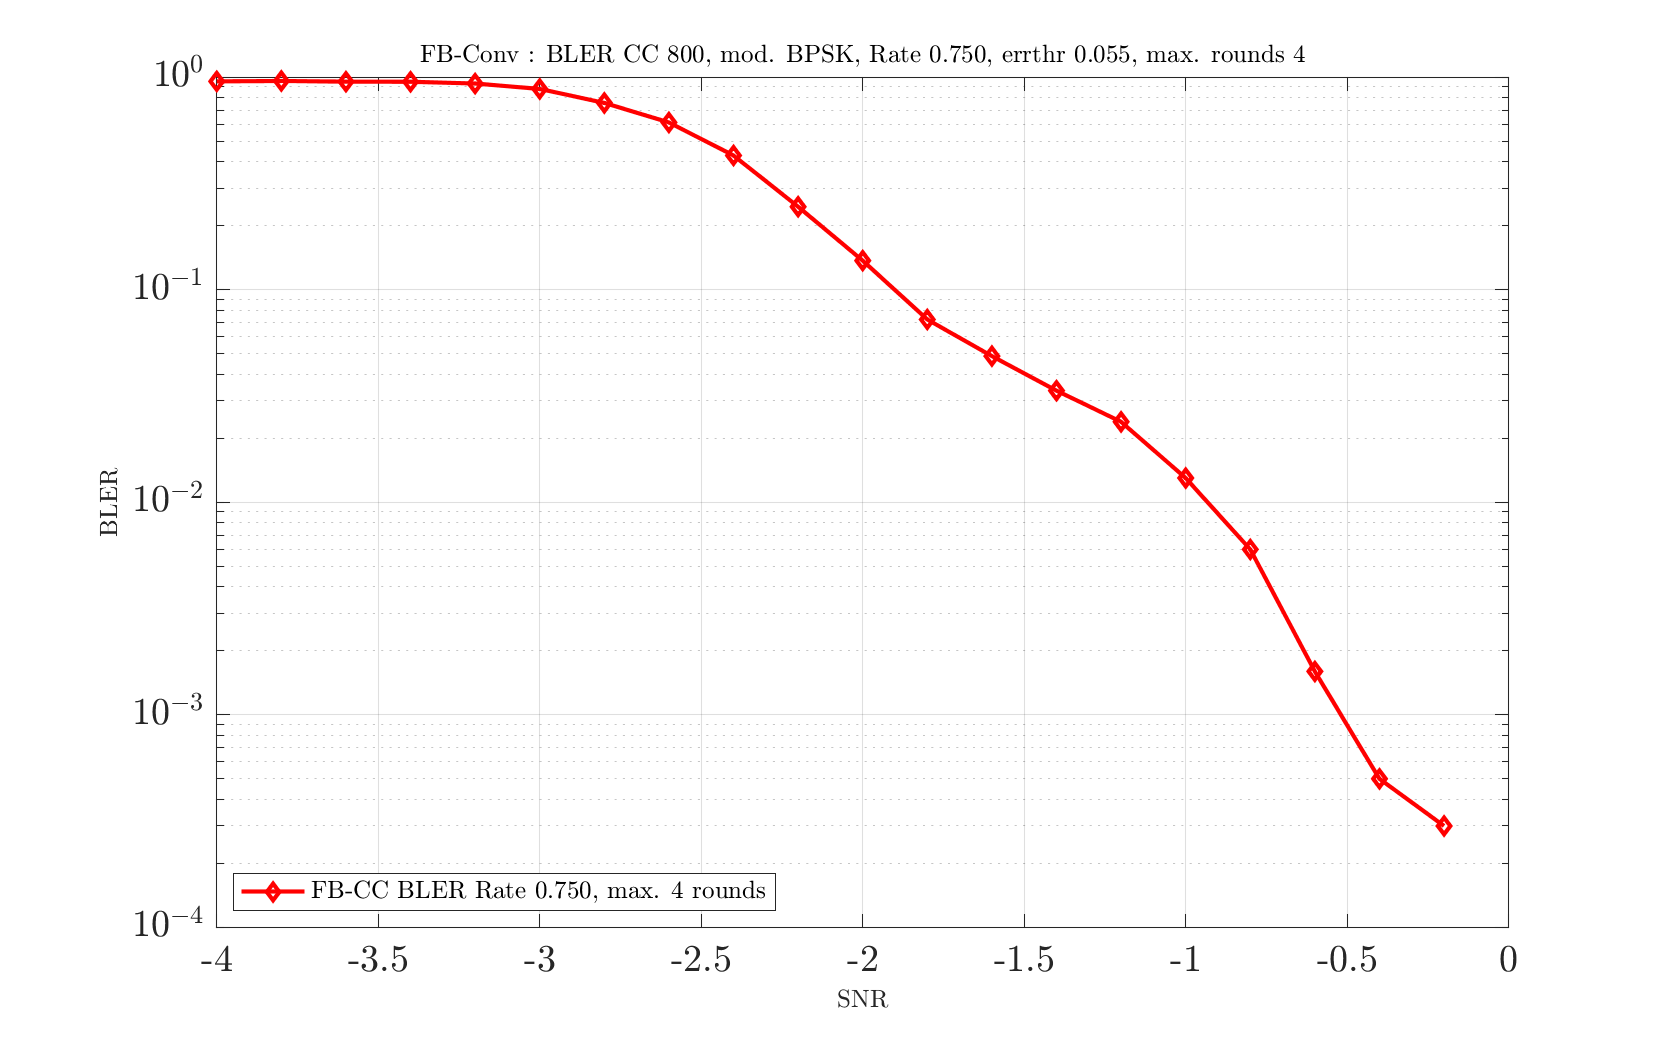 FB-Conv : BLER CC 800, mod. BPSK, Rate 0.750, errthr 0.055, max. rounds 4
10^0
10^-1
10^-2
10^-3
10^-4
BLER
FB-CC BLER Rate 0.750, max. 4 rounds
-4 -3.5 -3 -2.5 -2 -1.5 -1 -0.5 0
SNR